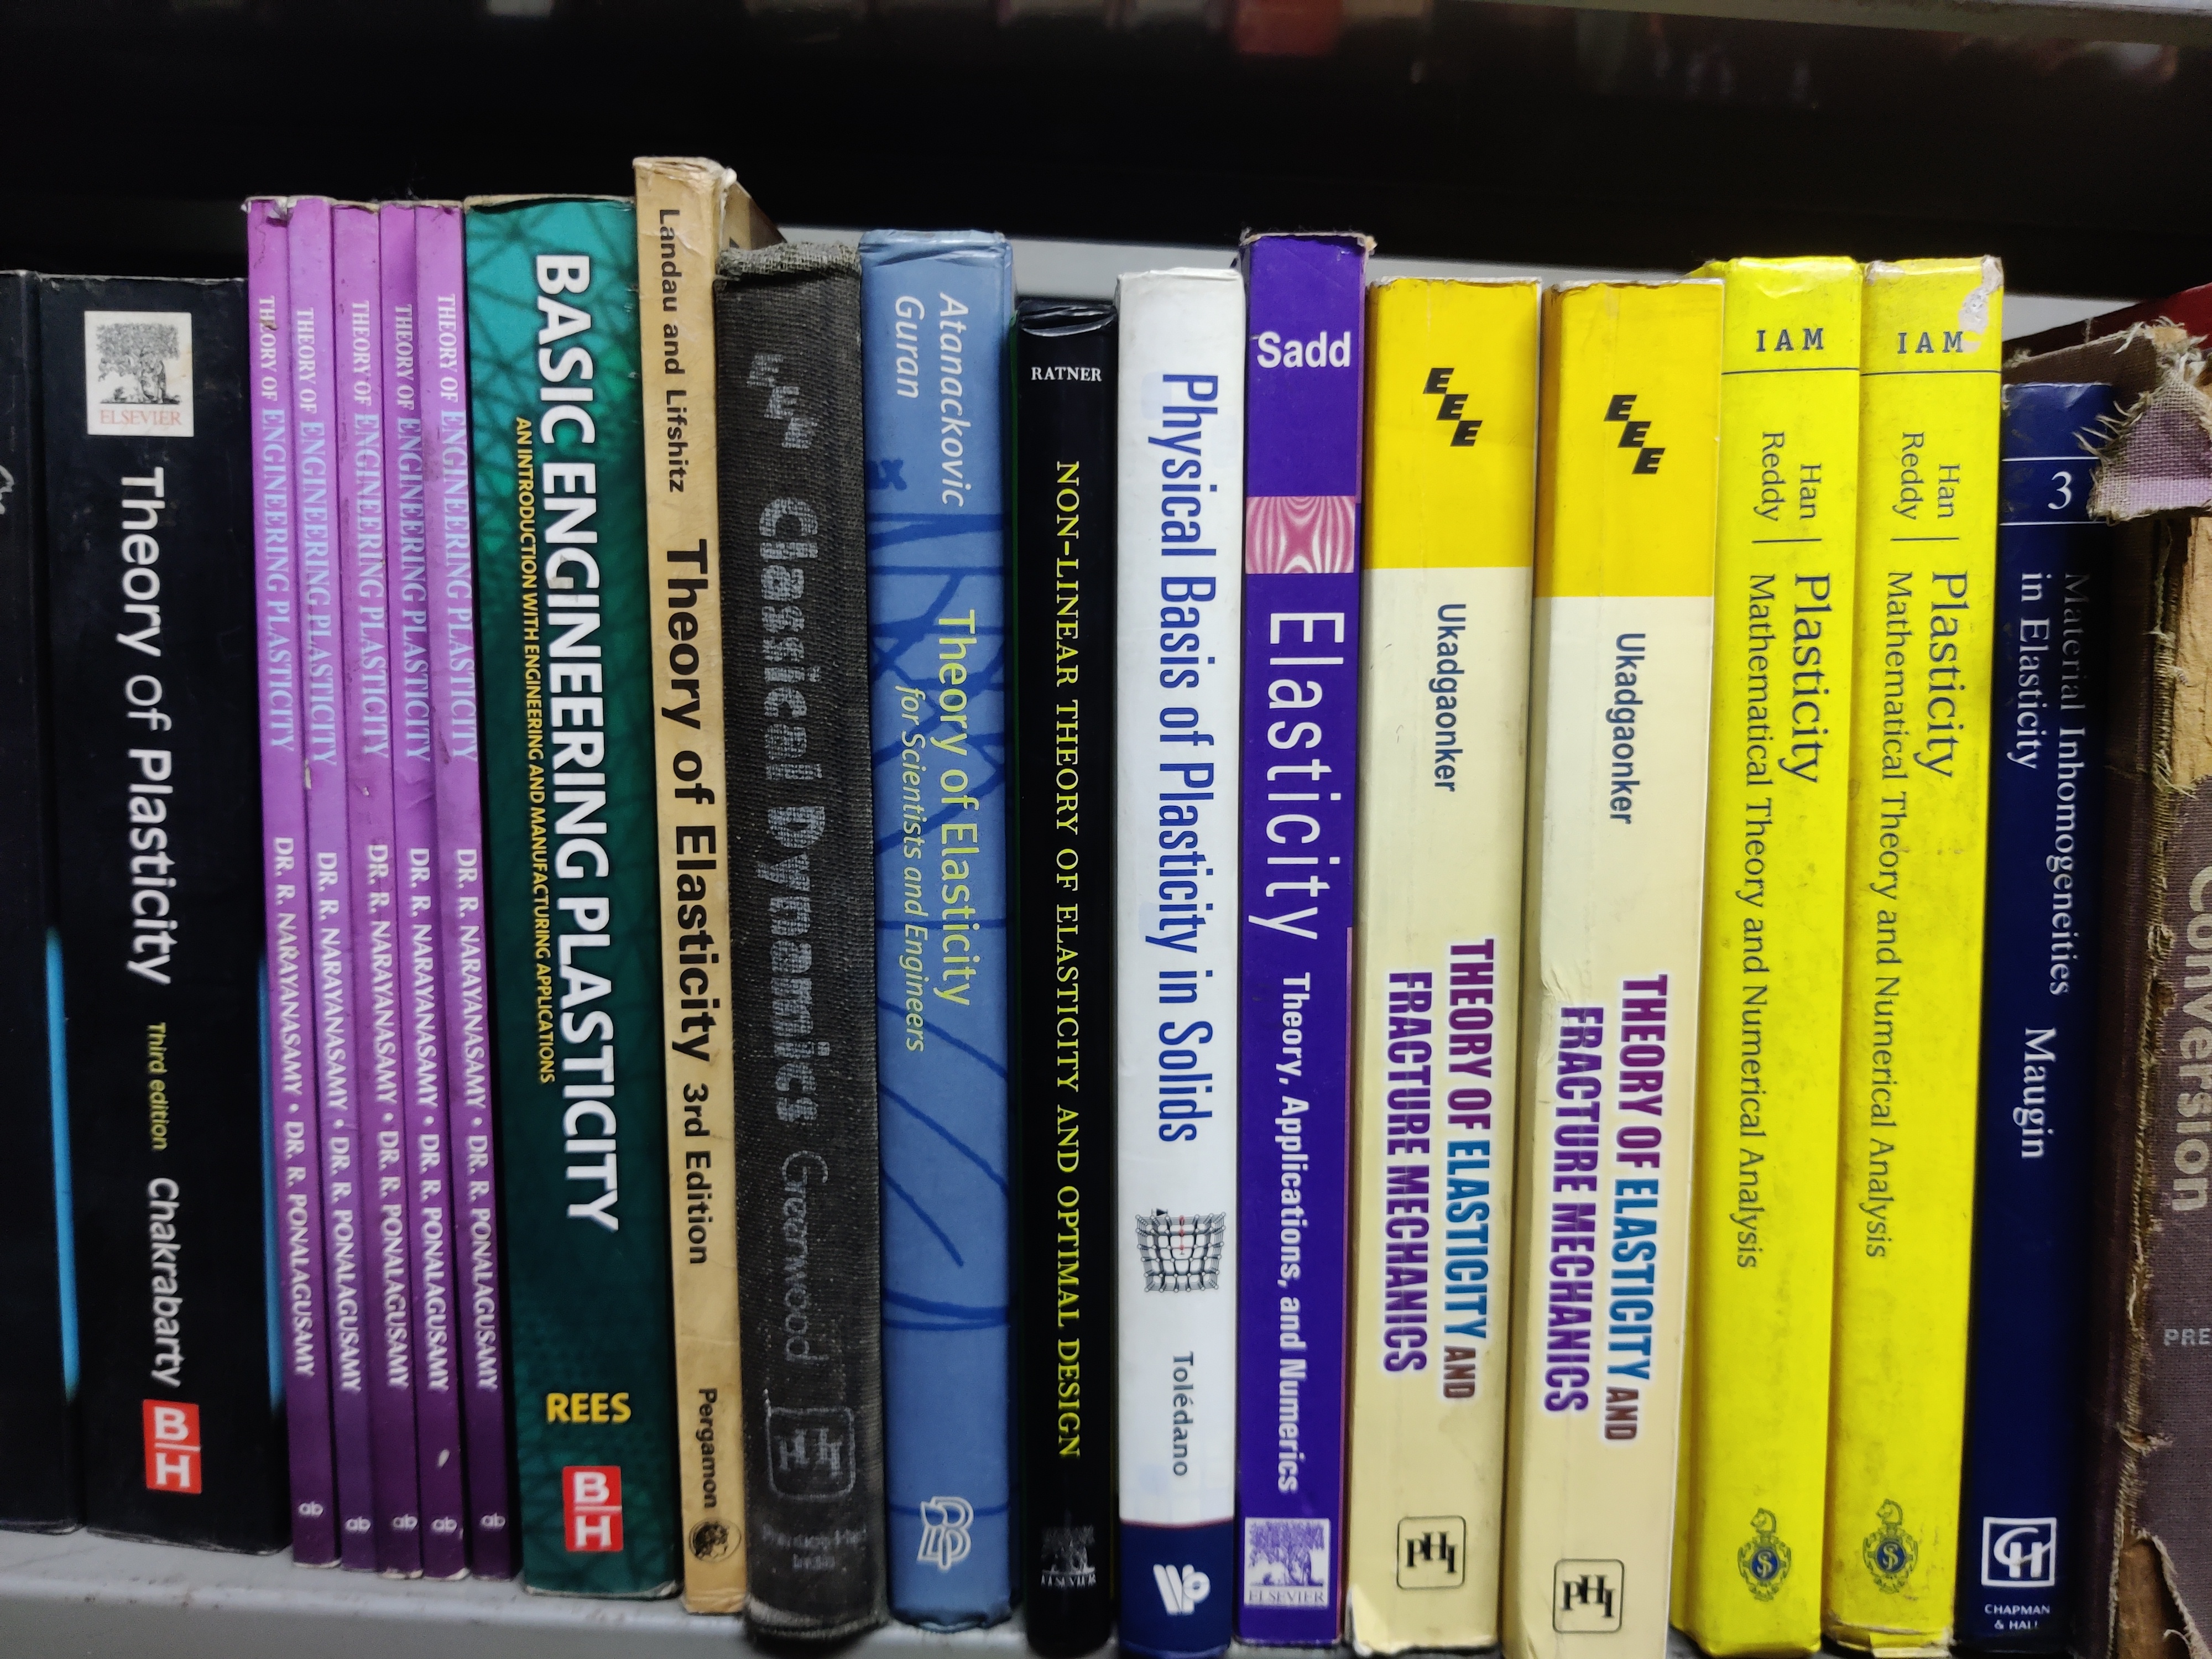 ELSEVIER
Theory of Plasticity Third edition Chakrabarty
B H
THEORY OF ENGINEERING PLASTICITY DR. R. NARAYANASAMY • DR. R. PONALAGUSAMY
ab
THEORY OF ENGINEERING PLASTICITY DR. R. NARAYANASAMY • DR. R. PONALAGUSAMY
ab
THEORY OF ENGINEERING PLASTICITY DR. R. NARAYANASAMY • DR. R. PONALAGUSAMY
ab
THEORY OF ENGINEERING PLASTICITY DR. R. NARAYANASAMY • DR. R. PONALAGUSAMY
ab
THEORY OF ENGINEERING PLASTICITY DR. R. NARAYANASAMY • DR. R. PONALAGUSAMY
ab
BASIC ENGINEERING PLASTICITY
AN INTRODUCTION WITH ENGINEERING AND MANUFACTURING APPLICATIONS
REES
B H
Landau and Lifshitz Theory of Elasticity 3rd Edition Pergamon
Classical Dynamics Greenwood
PHI
Atanackovic
Guran
Theory of Elasticity
for Scientists and Engineers
RATNER
NON-LINEAR THEORY OF ELASTICITY AND OPTIMAL DESIGN
ELSEVIER
Physical Basis of Plasticity in Solids Tolédano
Sadd
Elasticity Theory, Applications, and Numerics
ELSEVIER
EEE
Ukadgaonker
THEORY OF ELASTICITY AND
FRACTURE MECHANICS
PHI
EEE
Ukadgaonker
THEORY OF ELASTICITY AND
FRACTURE MECHANICS
PHI
IAM
Han
Reddy
Plasticity
Mathematical Theory and Numerical Analysis
IAM
Han
Reddy
Plasticity
Mathematical Theory and Numerical Analysis
3
Material Inhomogeneities
in Elasticity
Maugin
CH
CHAPMAN
& HALL
Conversion
PRE